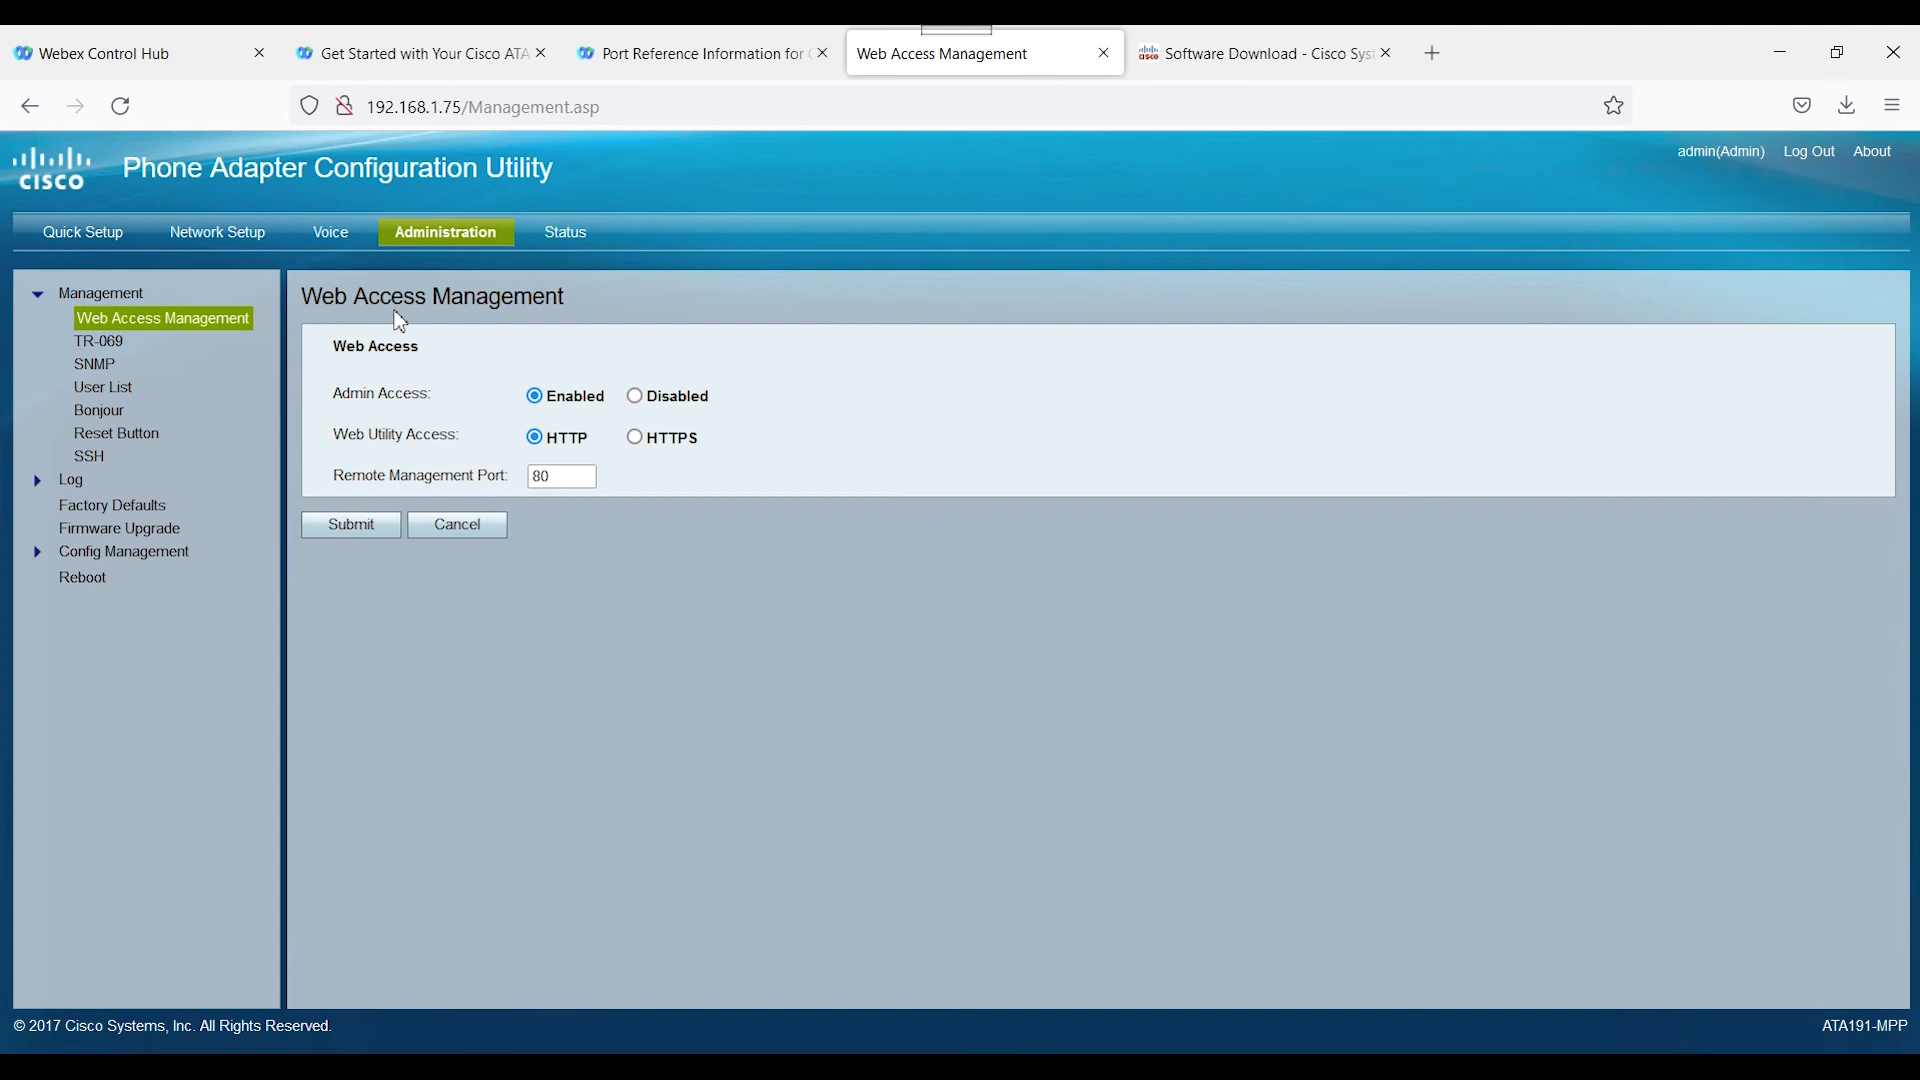 Webex Control Hub
Get Started with Your Cisco ATA
Port Reference Information for C
Web Access Management
Software Download - Cisco Syst
192.168.1.75/Management.asp
CISCO
Phone Adapter Configuration Utility
admin(Admin) Log Out About
Quick Setup Network Setup Voice Administration Status
Management
Web Access Management
TR-069
SNMP
User List
Bonjour
Reset Button
SSH
Log
Factory Defaults
Firmware Upgrade
Config Management
Reboot
Web Access Management
Web Access
Admin Access: Enabled Disabled
Web Utility Access: HTTP HTTPS
Remote Management Port: 80
Submit Cancel
© 2017 Cisco Systems, Inc. All Rights Reserved.
ATA191-MPP